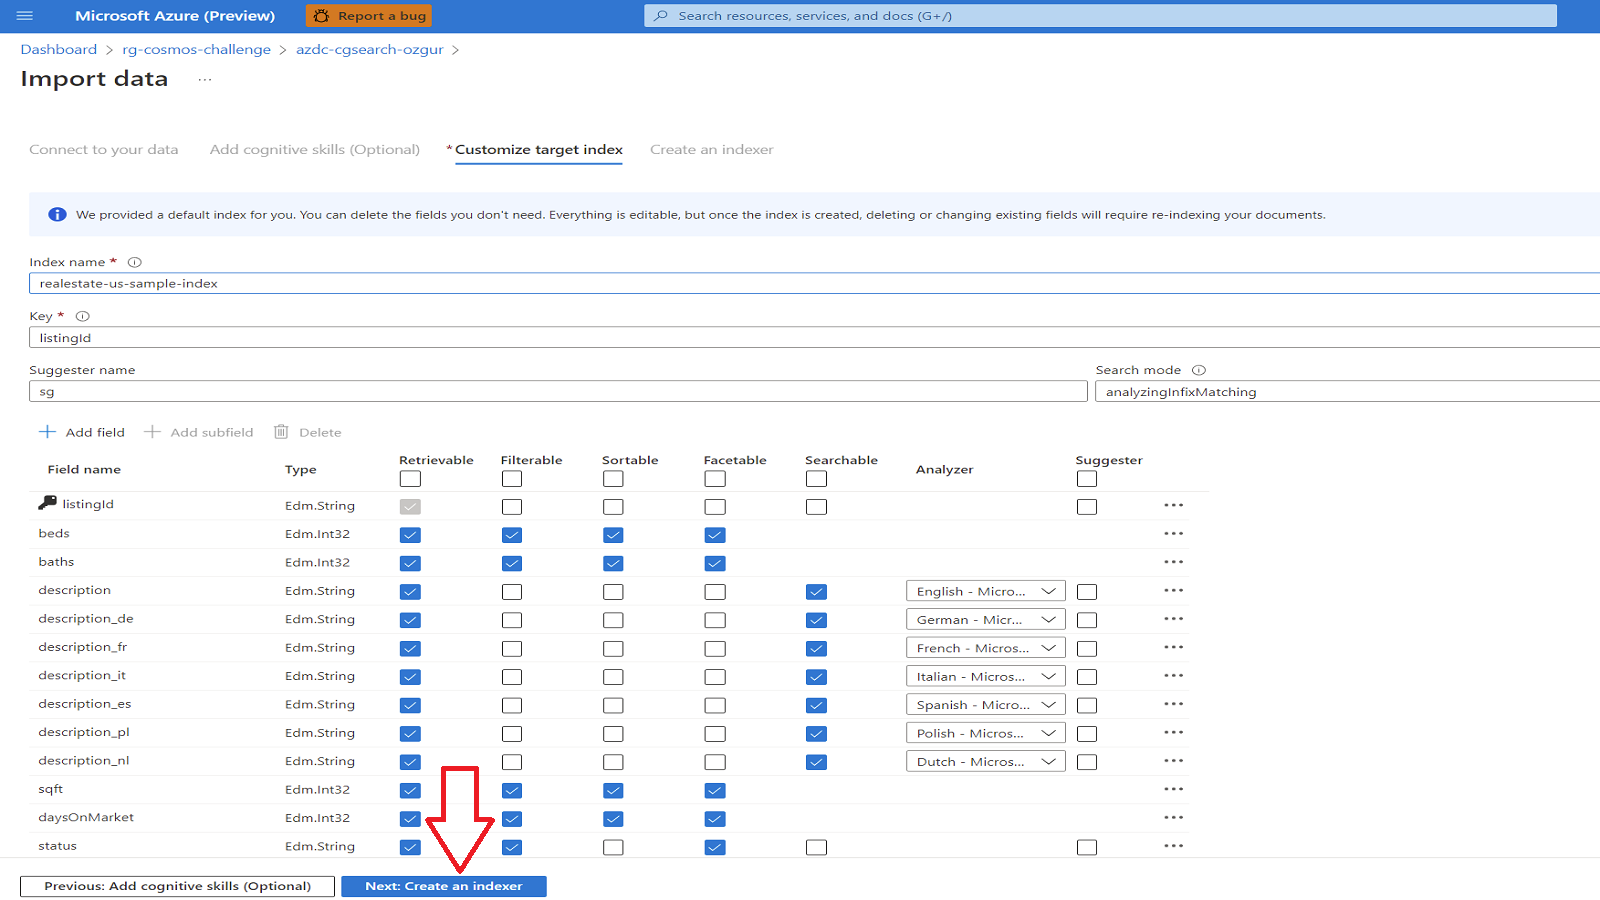 Microsoft Azure (Preview) Report a bug Search resources, services, and docs (G+/)
Dashboard > rg-cosmos-challenge > azdc-cgsearch-ozgur >
Import data ...
Connect to your data Add cognitive skills (Optional) * Customize target index Create an indexer
We provided a default index for you. You can delete the fields you don't need. Everything is editable, but once the index is created, deleting or changing existing fields will require re-indexing your documents.
Index name *
realestate-us-sample-index
Key *
listingId
Suggester name Search mode
sg analyzingInfixMatching
Add field Add subfield Delete
Field name Type Retrievable Filterable Sortable Facetable Searchable Analyzer Suggester
listingId Edm.String
beds Edm.Int32
baths Edm.Int32
description Edm.String English - Micro...
description_de Edm.String German - Micr...
description_fr Edm.String French - Micros...
description_it Edm.String Italian - Micros...
description_es Edm.String Spanish - Micro...
description_pl Edm.String Polish - Micros...
description_nl Edm.String Dutch - Micros...
sqft Edm.Int32
daysOnMarket Edm.Int32
status Edm.String
Previous: Add cognitive skills (Optional) Next: Create an indexer